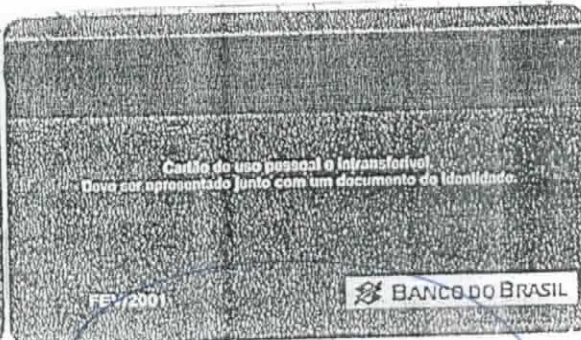 Cartão de uso pessoal e intransferível.
Deve ser apresentado junto com um documento de identidade.
FEV/2001
BANCO DO BRASIL